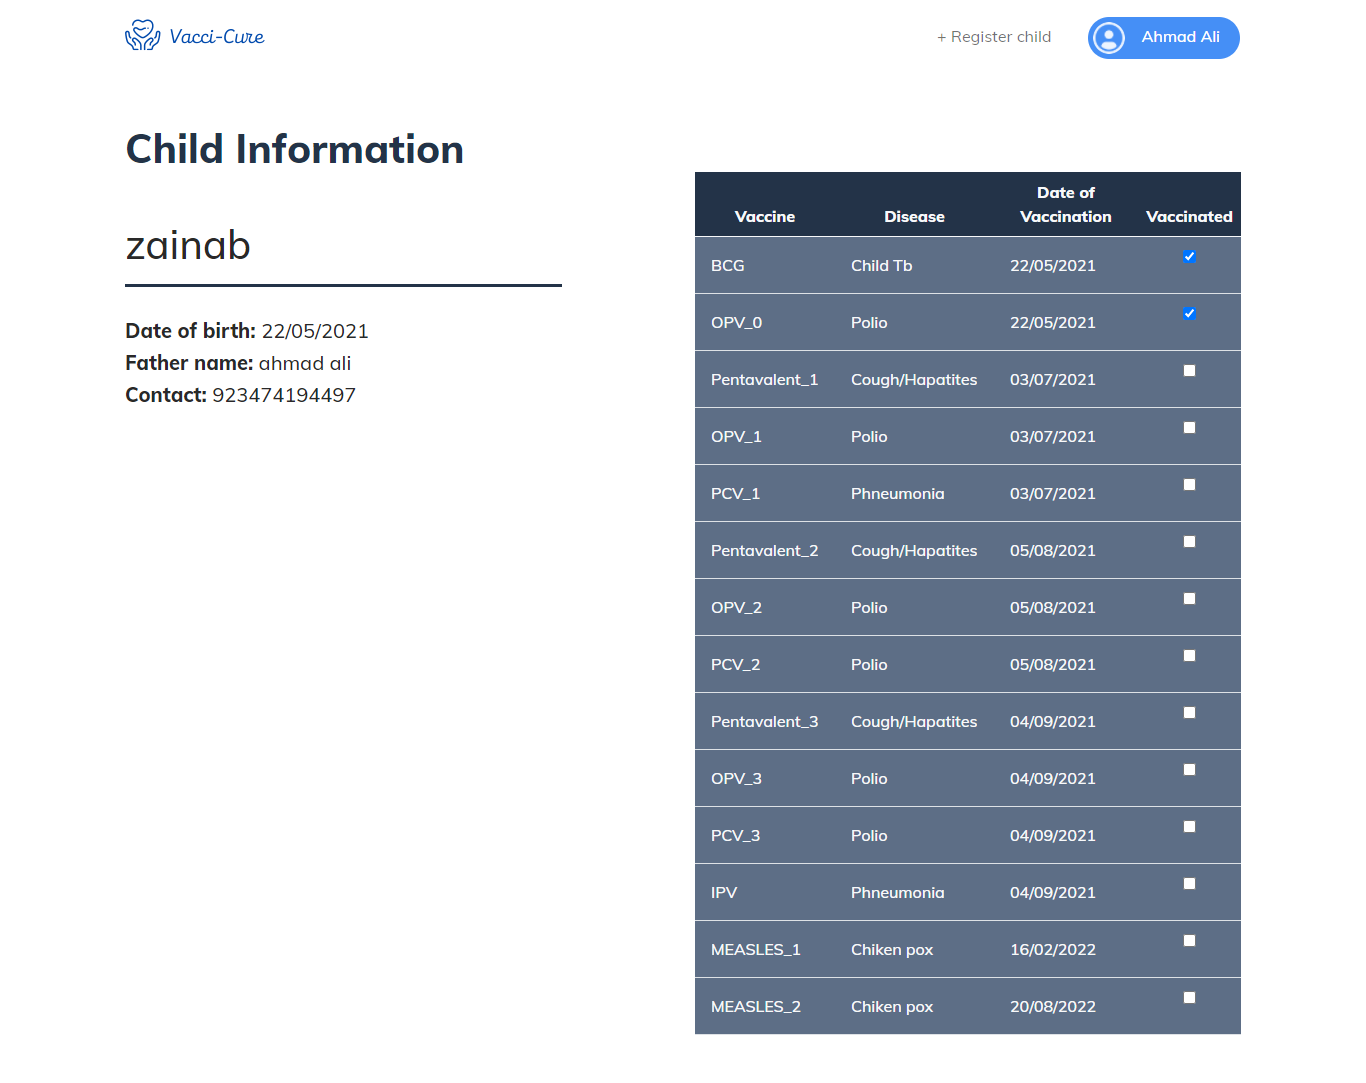 Vacci-Cure
+ Register child
Ahmad Ali
Child Information
zainab
Date of birth: 22/05/2021
Father name: ahmad ali
Contact: 923474194497
Vaccine Disease Date of Vaccination Vaccinated
BCG Child Tb 22/05/2021
OPV_0 Polio 22/05/2021
Pentavalent_1 Cough/Hapatites 03/07/2021
OPV_1 Polio 03/07/2021
PCV_1 Phneumonia 03/07/2021
Pentavalent_2 Cough/Hapatites 05/08/2021
OPV_2 Polio 05/08/2021
PCV_2 Polio 05/08/2021
Pentavalent_3 Cough/Hapatites 04/09/2021
OPV_3 Polio 04/09/2021
PCV_3 Polio 04/09/2021
IPV Phneumonia 04/09/2021
MEASLES_1 Chiken pox 16/02/2022
MEASLES_2 Chiken pox 20/08/2022